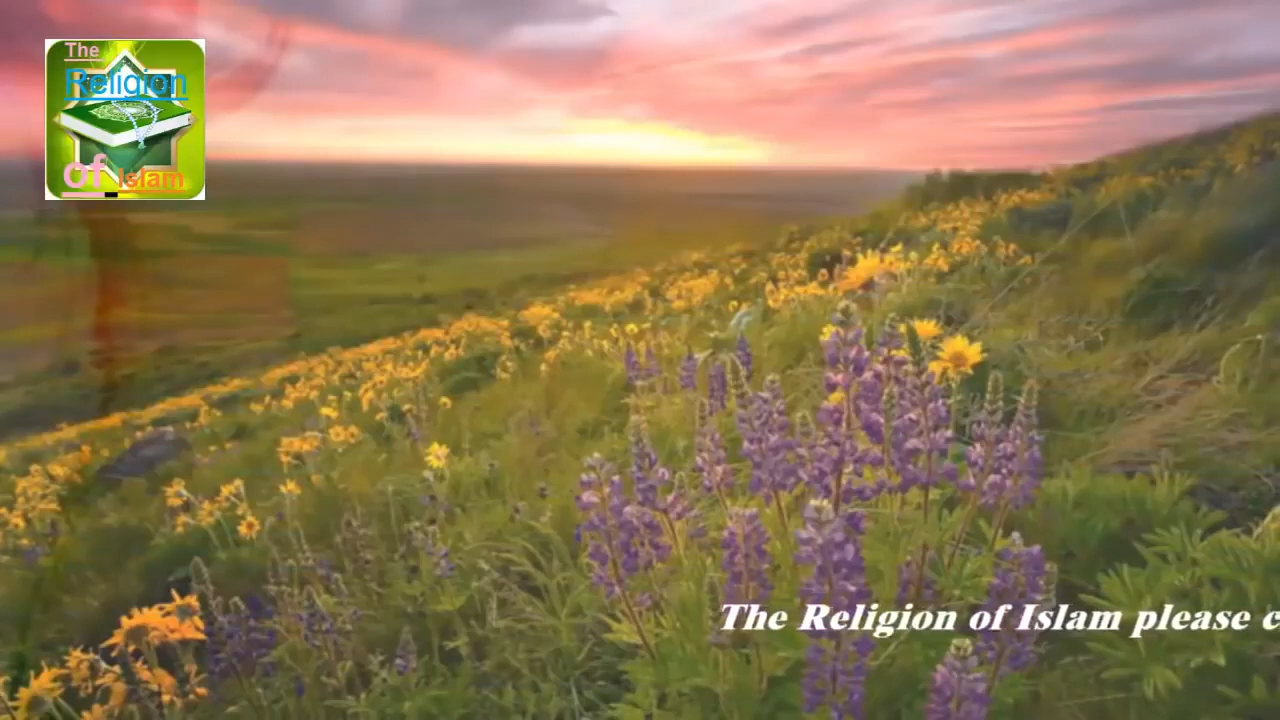 The
Religion
of Islam
The Religion of Islam please c